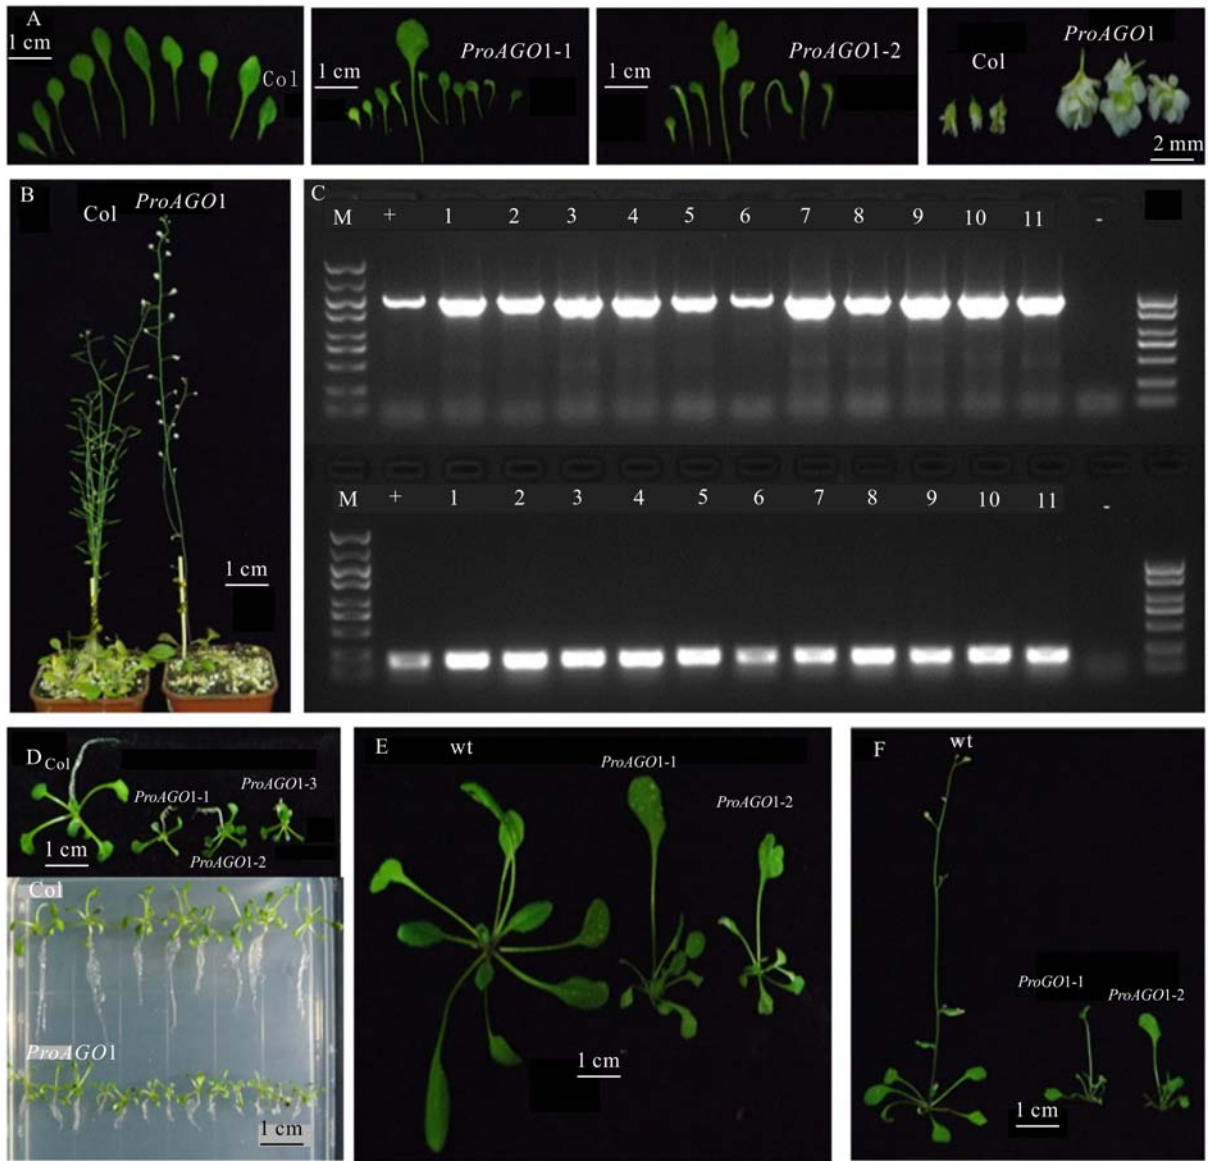 A
1 cm
Col
ProAGO1-1
1 cm
ProAGO1-2
1 cm
Col
ProAGO1
2 mm
B
Col
ProAGO1
1 cm
C
M + 1 2 3 4 5 6 7 8 9 10 11 -
M + 1 2 3 4 5 6 7 8 9 10 11 -
D
Col
ProAGO1-1
ProAGO1-2
ProAGO1-3
1 cm
Col
ProAGO1
1 cm
E
wt
ProAGO1-1
ProAGO1-2
1 cm
F
wt
ProGO1-1
ProAGO1-2
1 cm